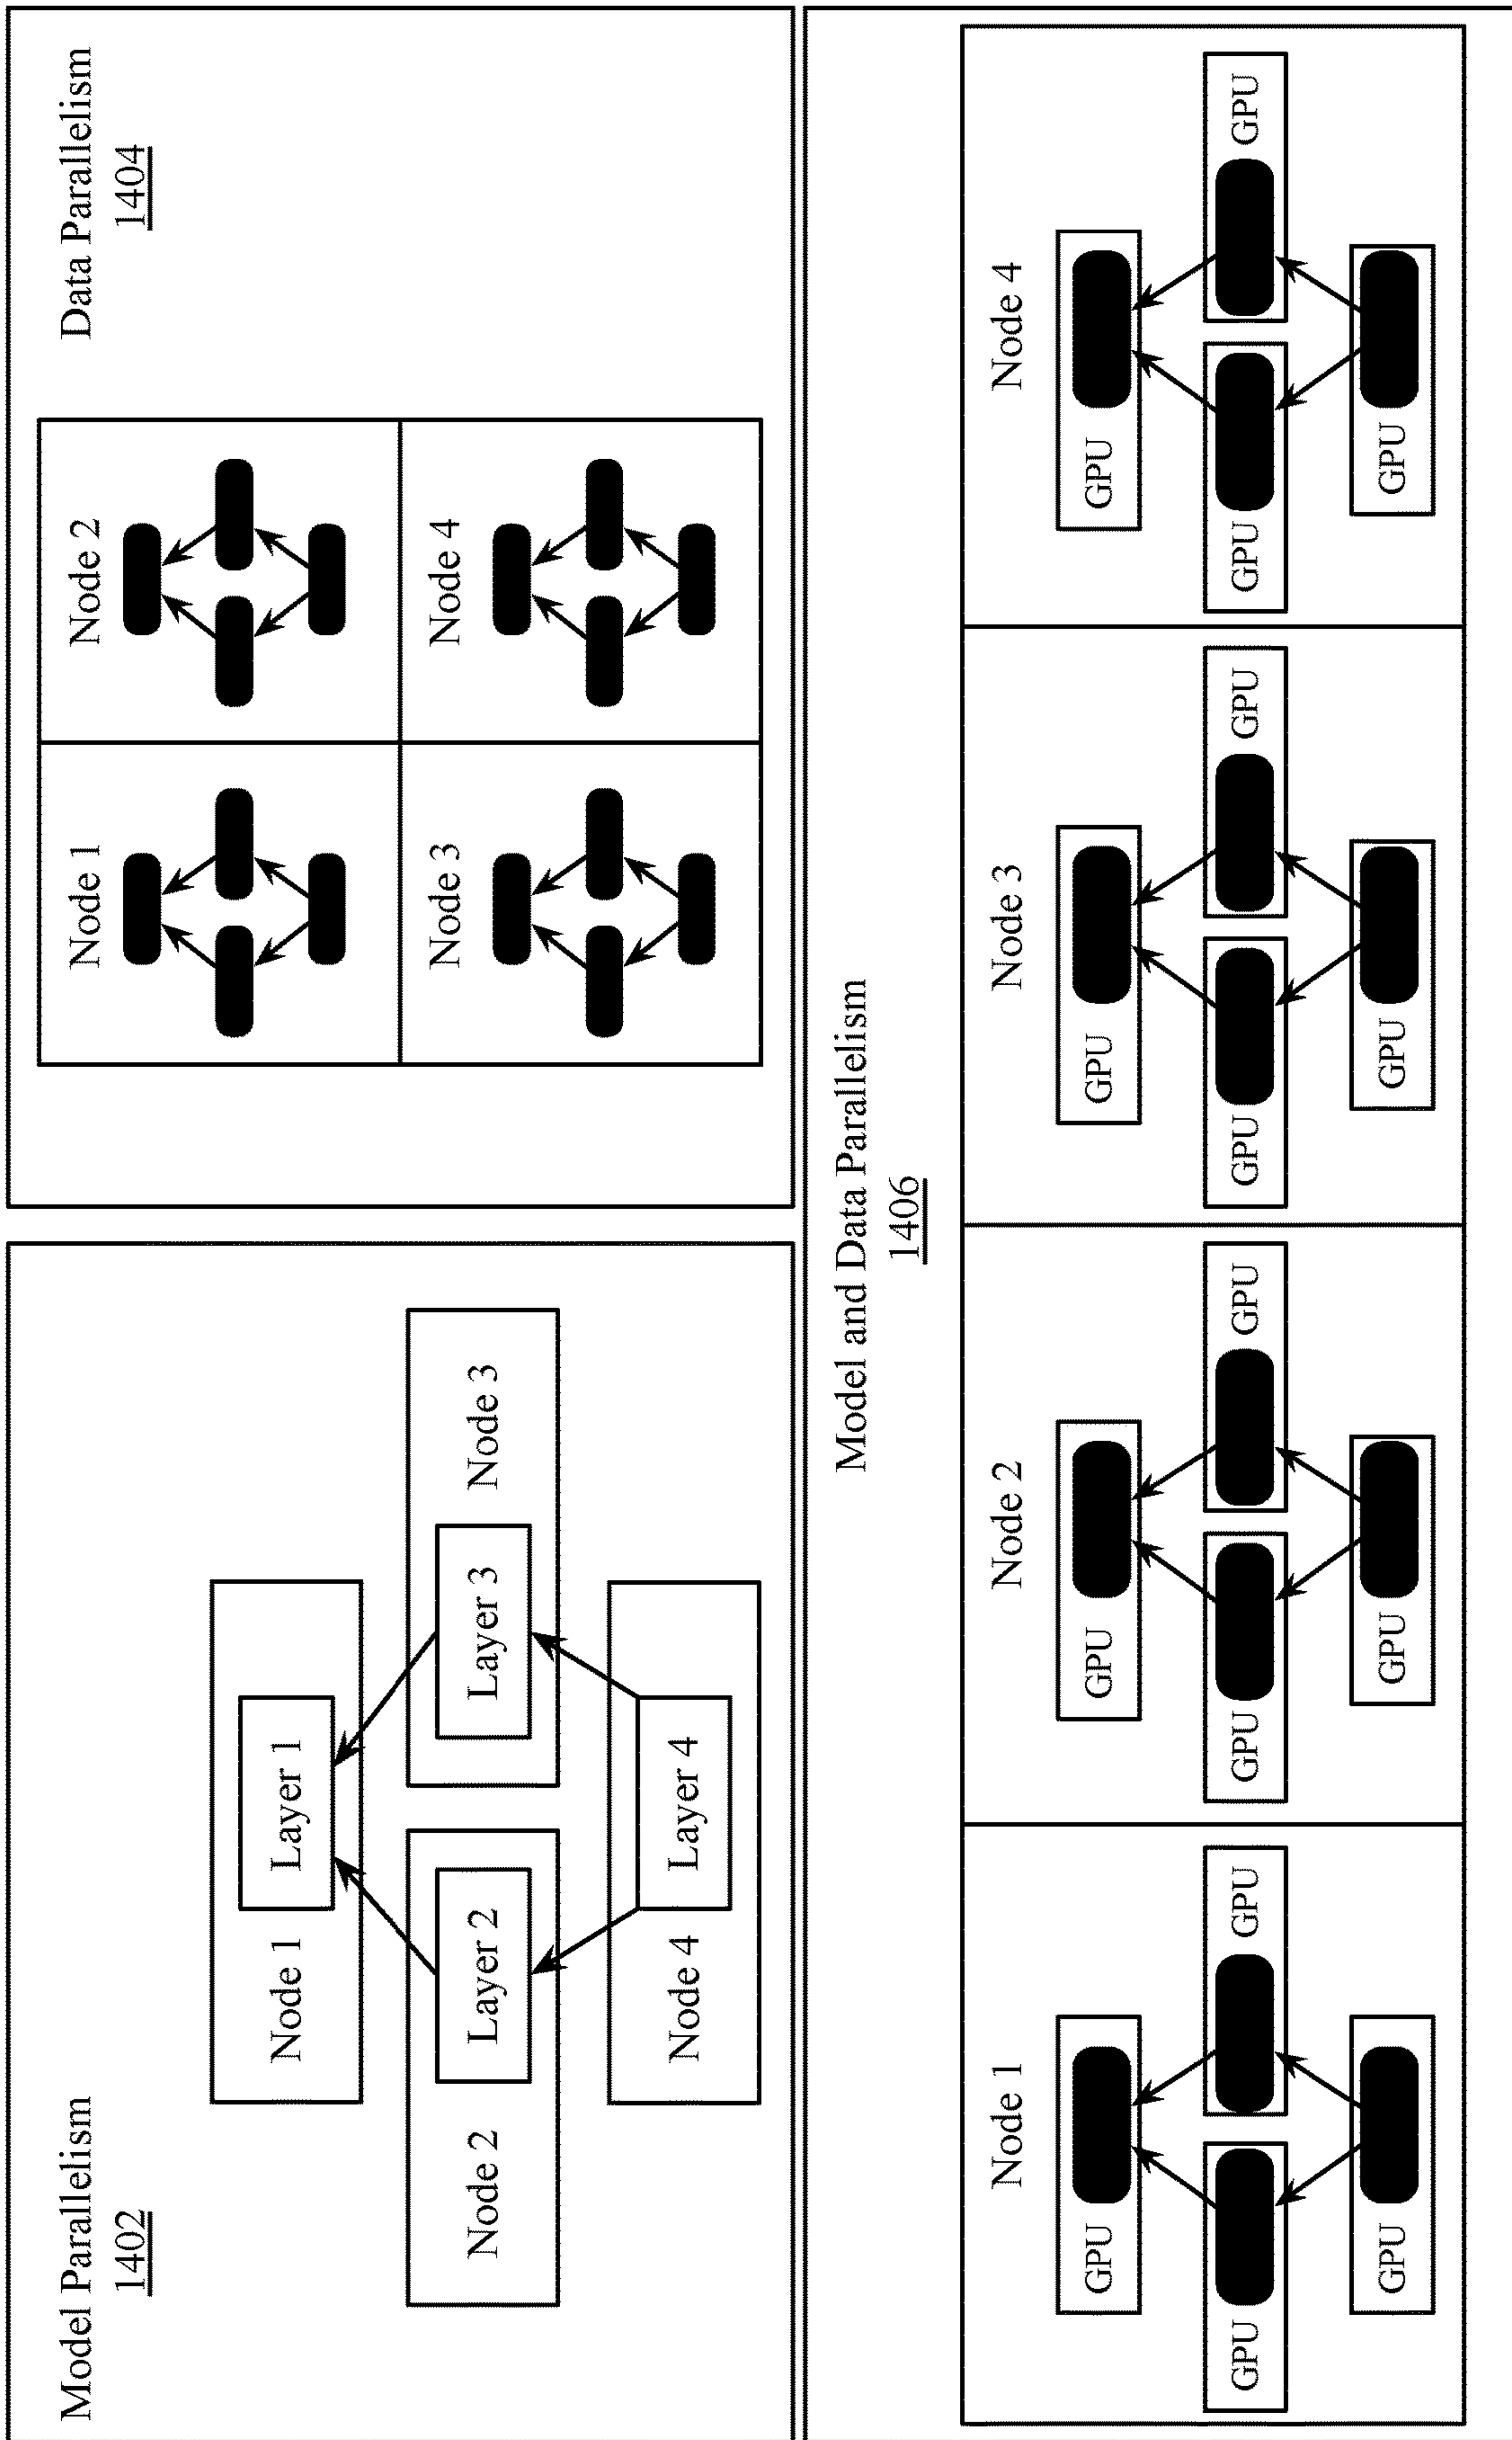 Model Parallelism
1402
Node 1
Layer 1
Node 2
Layer 2
Layer 3
Node 3
Node 4
Layer 4
Data Parallelism
1404
Node 1
Node 2
Node 3
Node 4
Model and Data Parallelism
1406
Node 1
GPU
GPU
GPU
GPU
Node 2
GPU
GPU
GPU
GPU
Node 3
GPU
GPU
GPU
GPU
Node 4
GPU
GPU
GPU
GPU